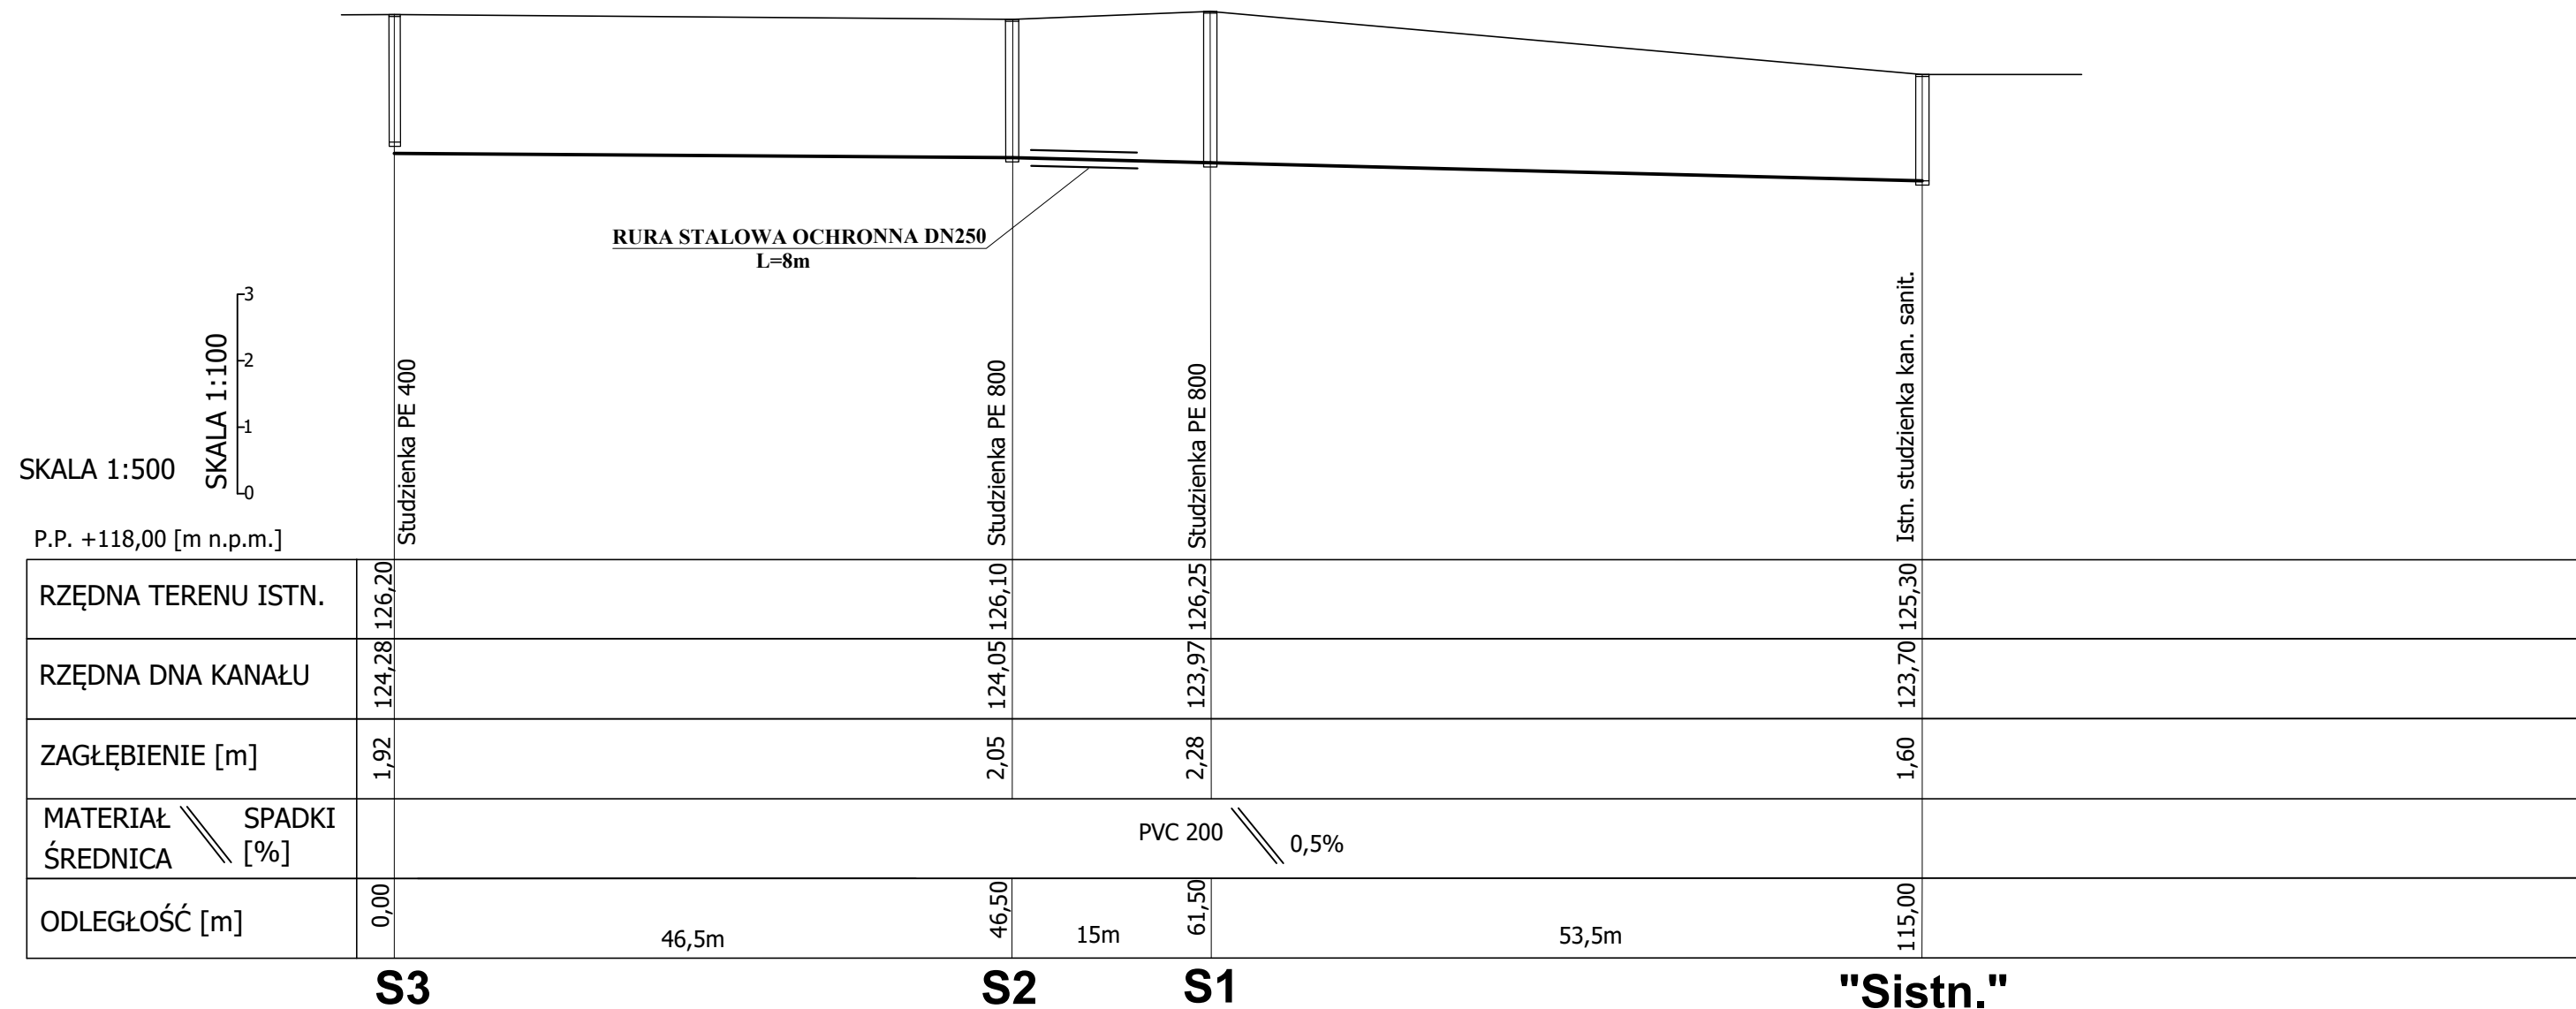 RURA STALOWA OCHRONNA DN250
L=8m
SKALA 1:500
SKALA 1:100
3
2
1
0
Studzienka PE 400
Studzienka PE 800
Studzienka PE 800
Istn. studzienka kan. sanit.
P.P. +118,00 [m n.p.m.]
RZĘDNA TERENU ISTN.
126,20
126,10
126,25
125,30
RZĘDNA DNA KANAŁU
124,28
124,05
123,97
123,70
ZAGŁĘBIENIE [m]
1,92
2,05
2,28
1,60
MATERIAŁ
ŚREDNICA
SPADKI
[%]
PVC 200
0,5%
ODLEGŁOŚĆ [m]
0,00
46,5m
46,50
15m
61,50
53,5m
115,00
S3
S2
S1
"Sistn."